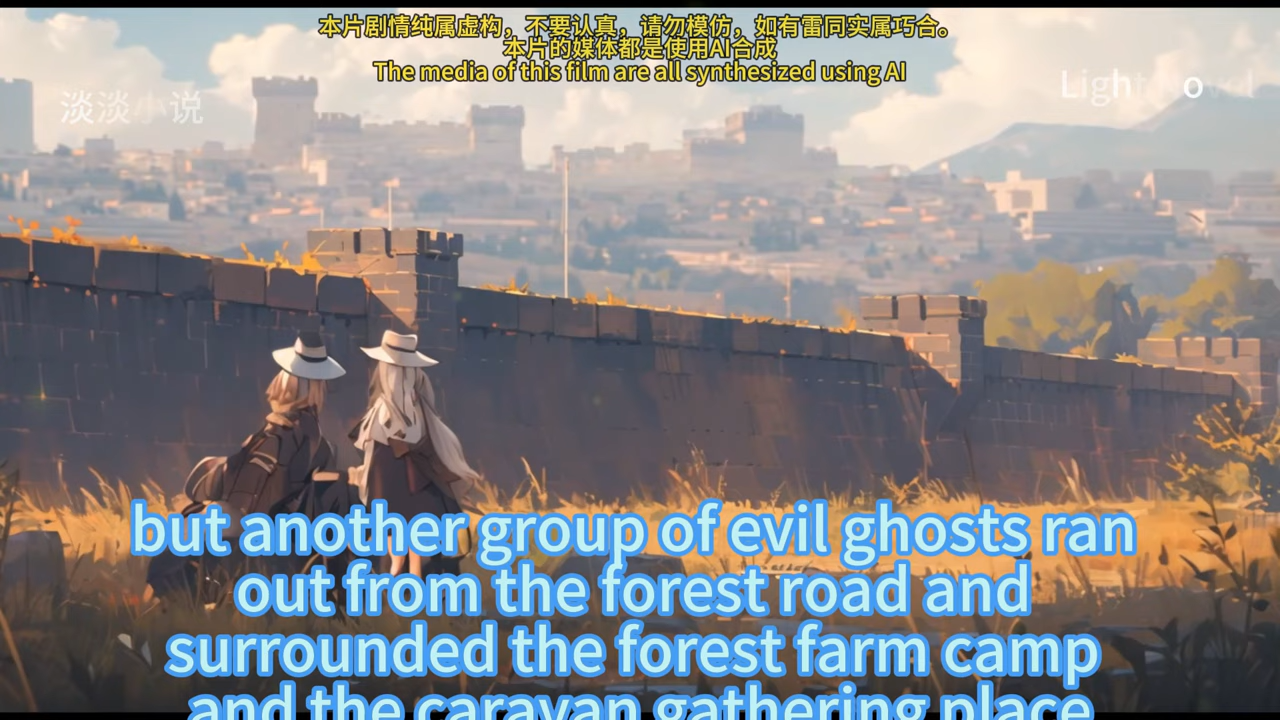 本片剧情纯属虚构，不要认真，请勿模仿，如有雷同实属巧合。
本片的媒体都是使用AI合成
The media of this film are all synthesized using AI
淡淡小说
but another group of evil ghosts ran
out from the forest road and
surrounded the forest farm camp
and the caravan gathering place